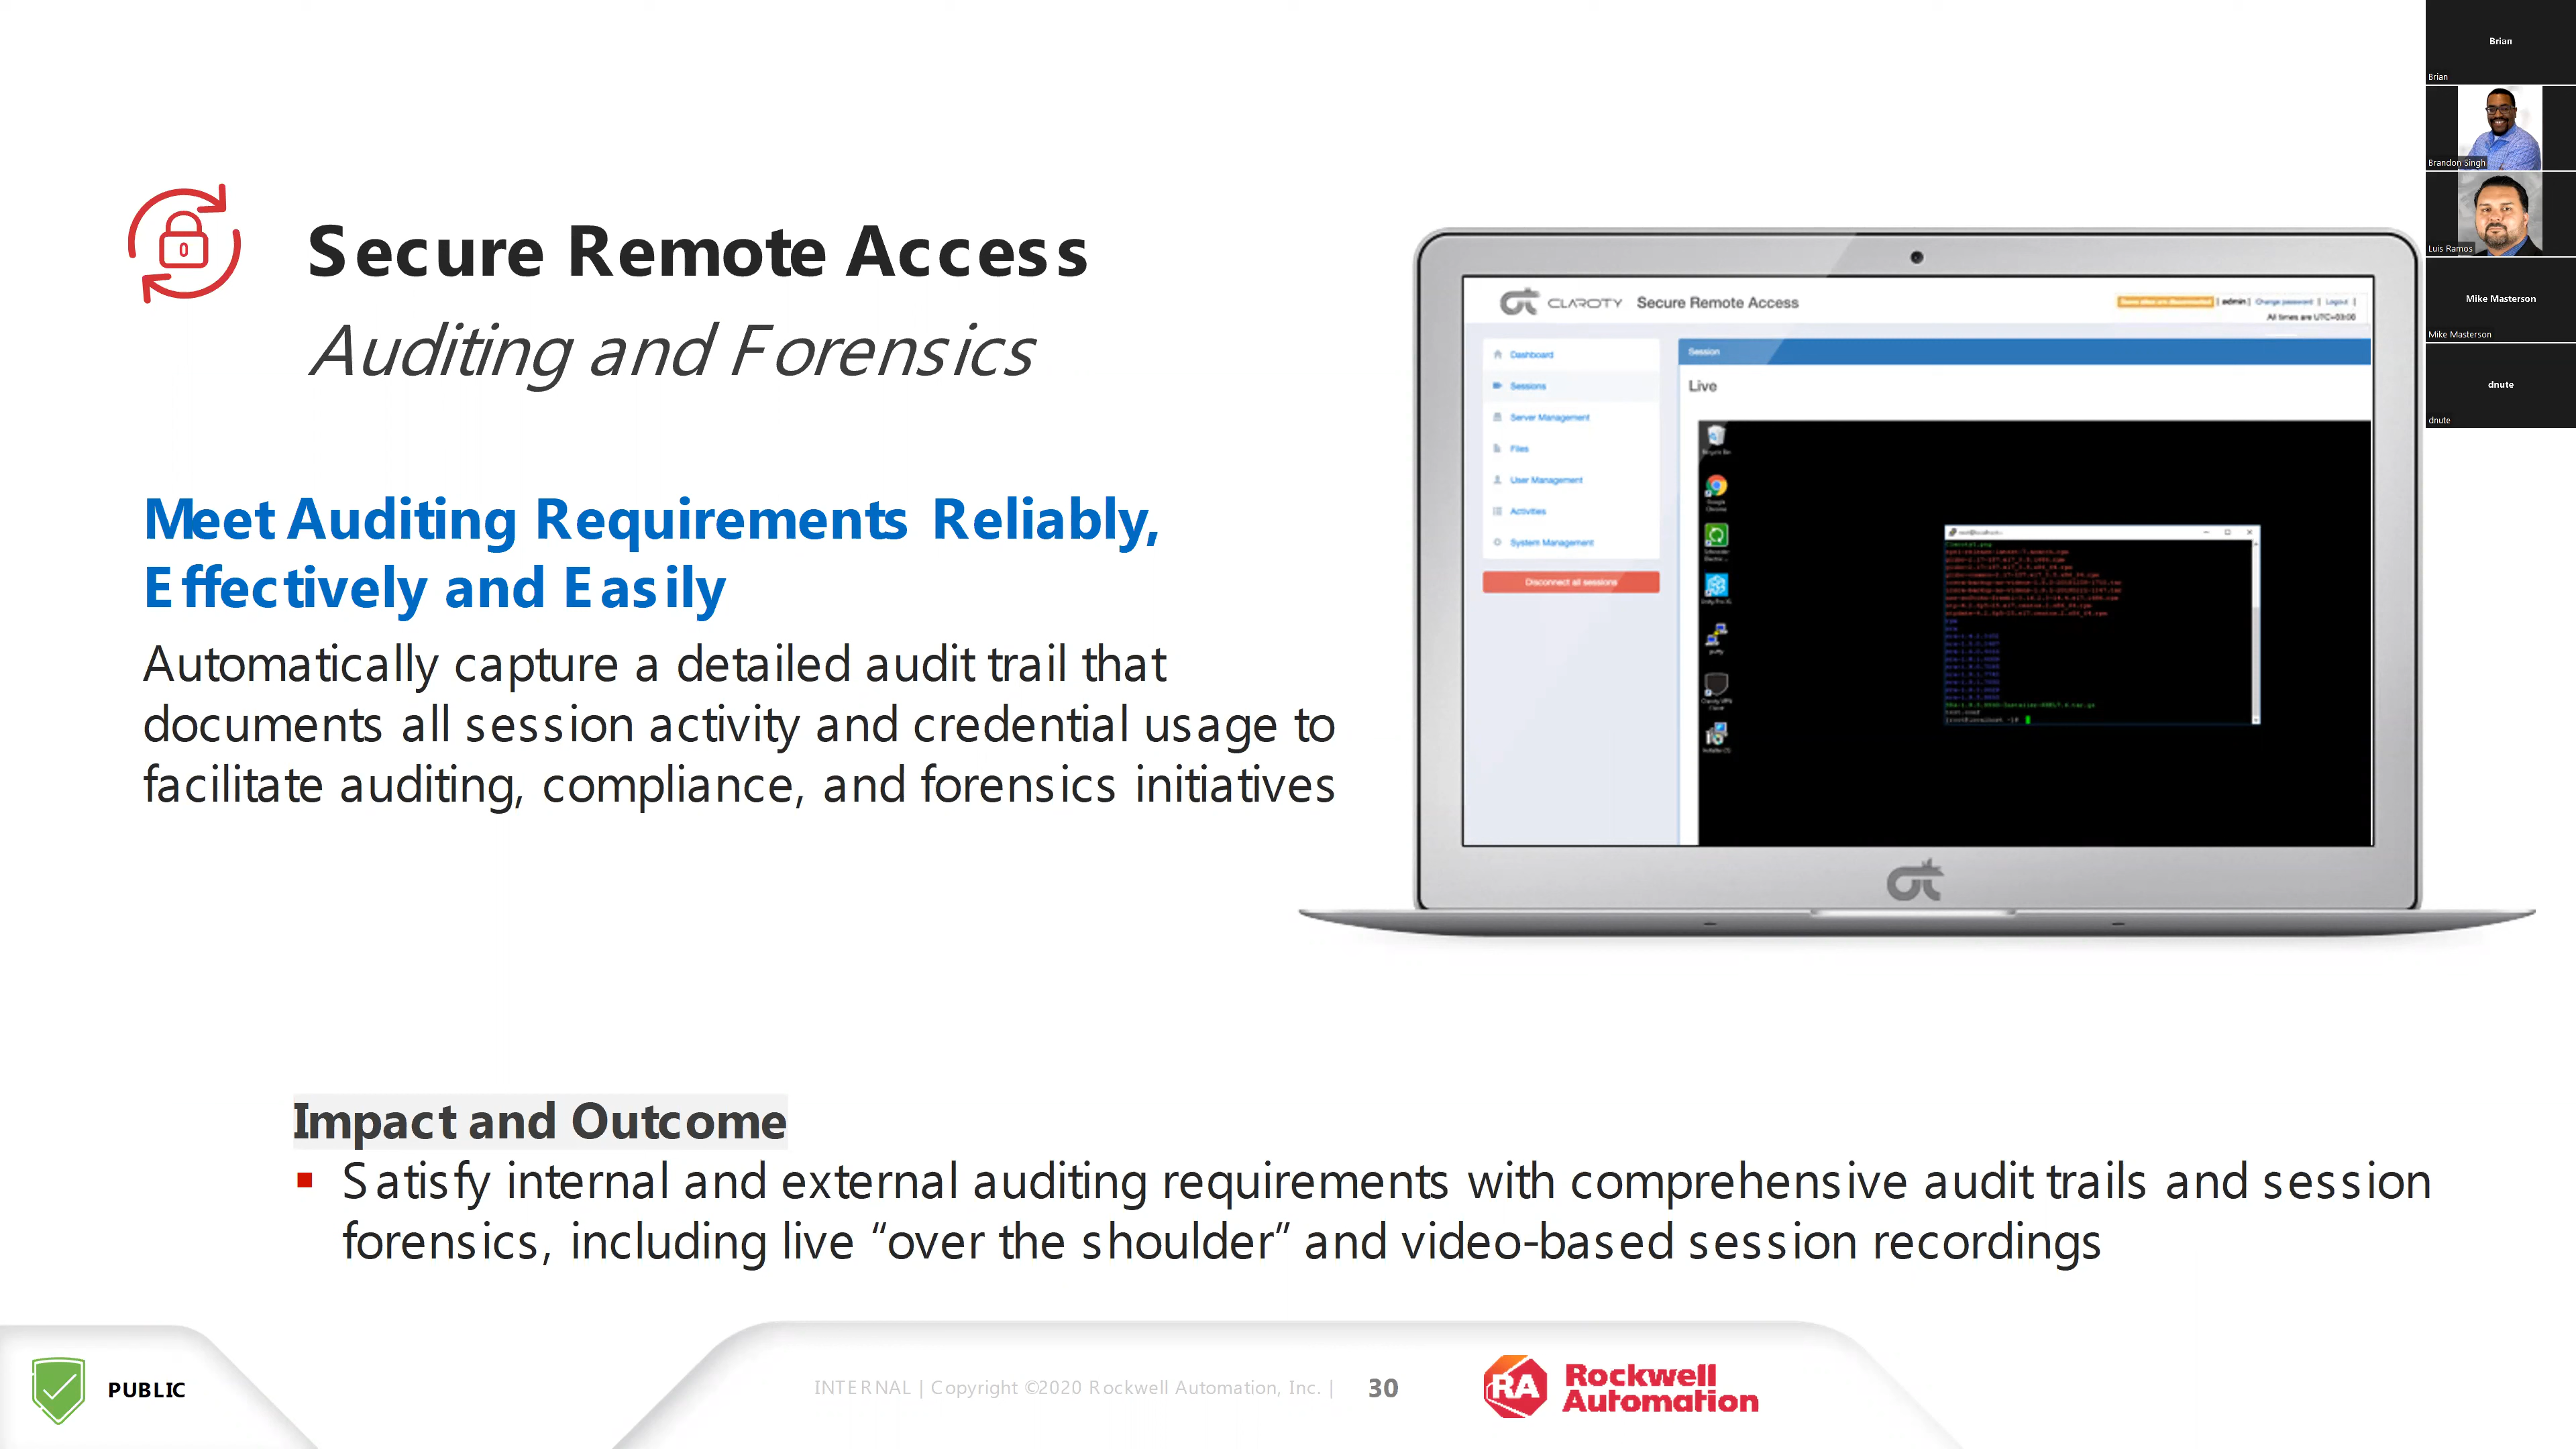 Secure Remote Access
Auditing and Forensics
Meet Auditing Requirements Reliably,
Effectively and Easily
Automatically capture a detailed audit trail that
documents all session activity and credential usage to
facilitate auditing, compliance, and forensics initiatives
CLAROTY Secure Remote Access
admin | Change password | Logout |
All times are UTC+03:00
Dashboard
Sessions
Server Management
Files
User Management
Activities
System Management
Disconnect all sessions
Session
Live
Impact and Outcome
Satisfy internal and external auditing requirements with comprehensive audit trails and session
forensics, including live “over the shoulder” and video-based session recordings
PUBLIC
INTERNAL | Copyright ©2020 Rockwell Automation, Inc. |
30
RA
Rockwell
Automation
Brian
Brian
Brandon Singh
Luis Ramos
Mike Masterson
Mike Masterson
dnute
dnute